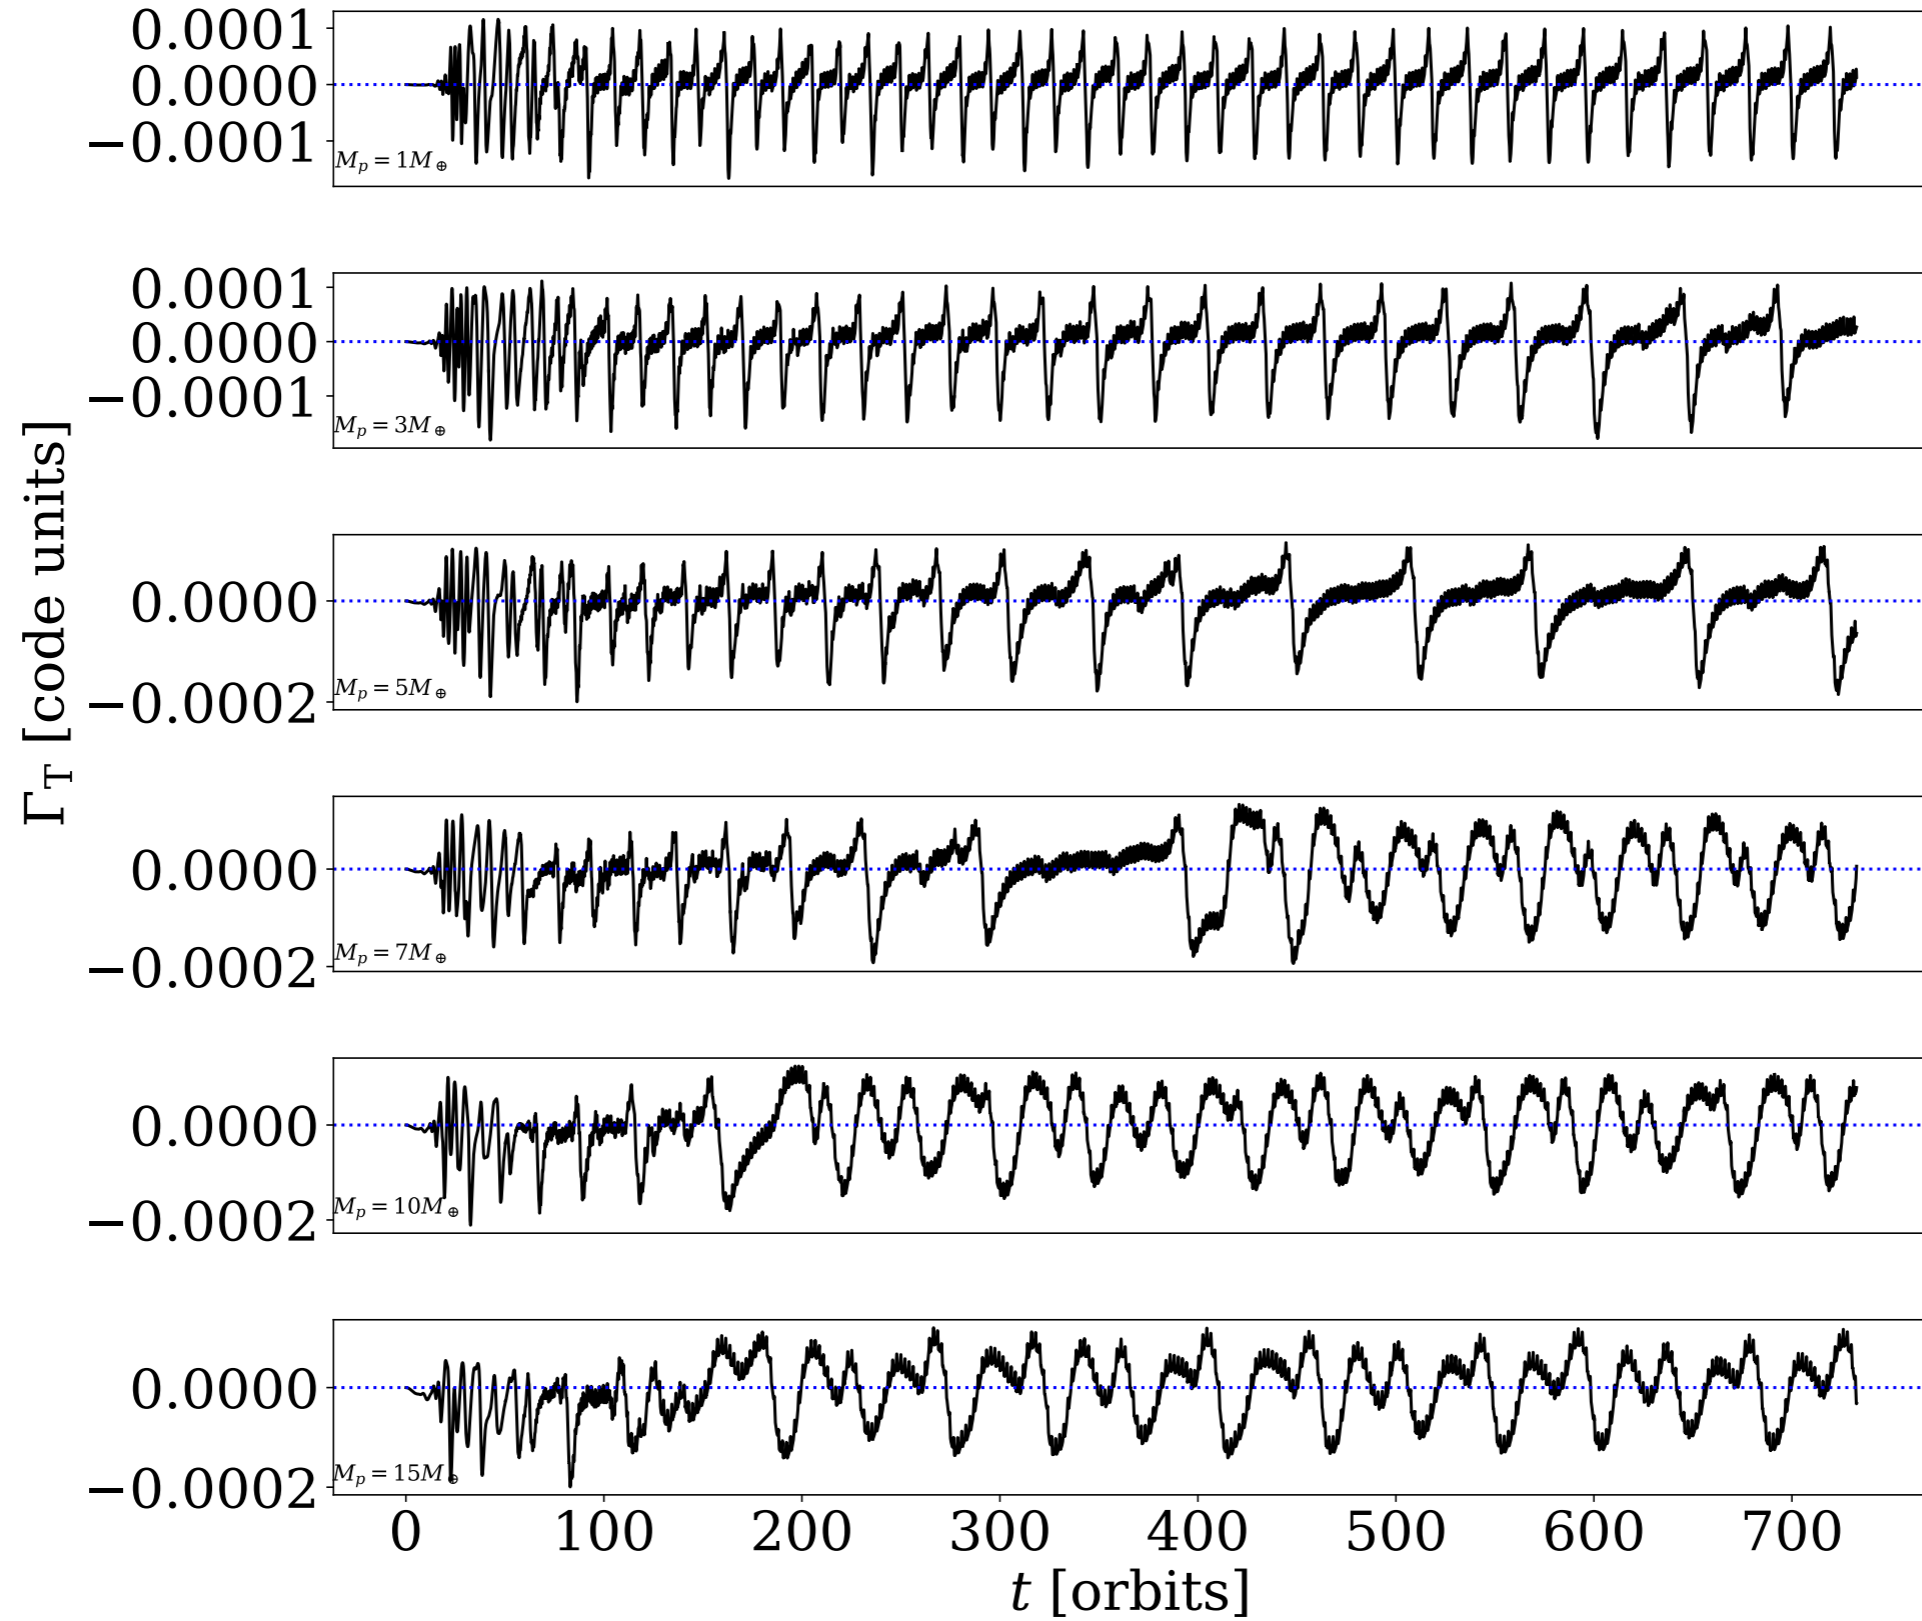 Γ_T [code units]
0.0001
0.0000
−0.0001
M_p = 1M_⊕
0.0001
0.0000
−0.0001
M_p = 3M_⊕
0.0000
−0.0002
M_p = 5M_⊕
0.0000
−0.0002
M_p = 7M_⊕
0.0000
−0.0002
M_p = 10M_⊕
0.0000
−0.0002
M_p = 15M_⊕
0 100 200 300 400 500 600 700
t [orbits]